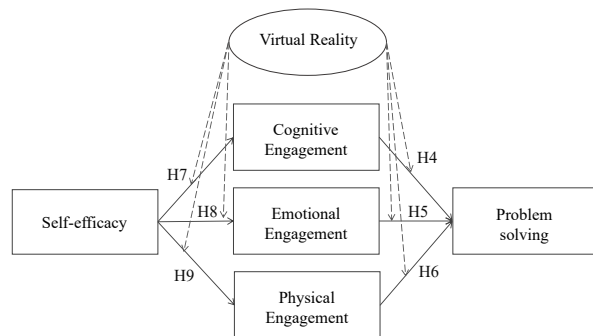 Virtual Reality
Cognitive
Engagement
H7
H4
Self-efficacy
H8
Emotional
Engagement
H5
Problem
solving
H9
H6
Physical
Engagement